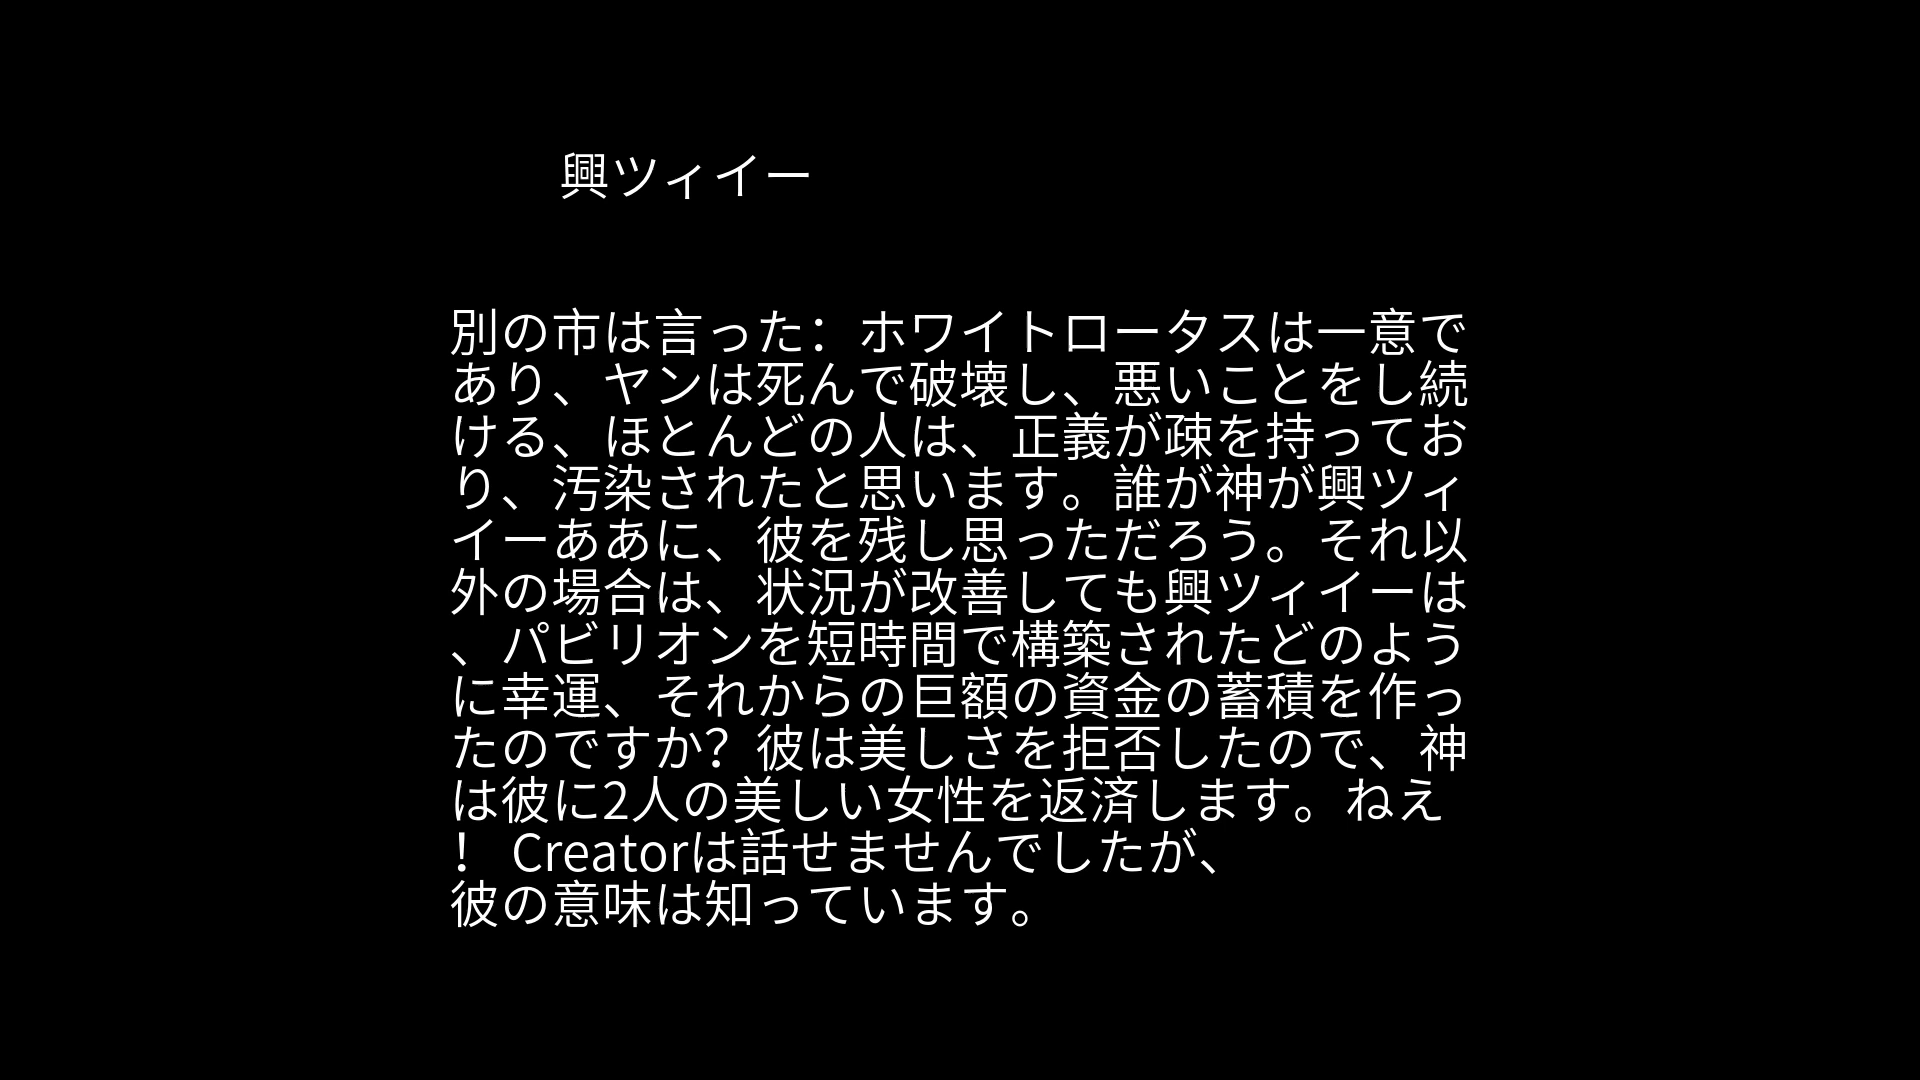 興ツィイー
別の市は言った：ホワイトロータスは一意で
あり、ヤンは死んで破壊し、悪いことをし続
ける、ほとんどの人は、正義が疎を持ってお
り、汚染されたと思います。誰が神が興ツィ
イーああに、彼を残し思っただろう。それ以
外の場合は、状況が改善しても興ツィイーは
、パビリオンを短時間で構築されたどのよう
に幸運、それからの巨額の資金の蓄積を作っ
たのですか？彼は美しさを拒否したので、神
は彼に2人の美しい女性を返済します。ねえ
！ Creatorは話せませんでしたが、
彼の意味は知っています。